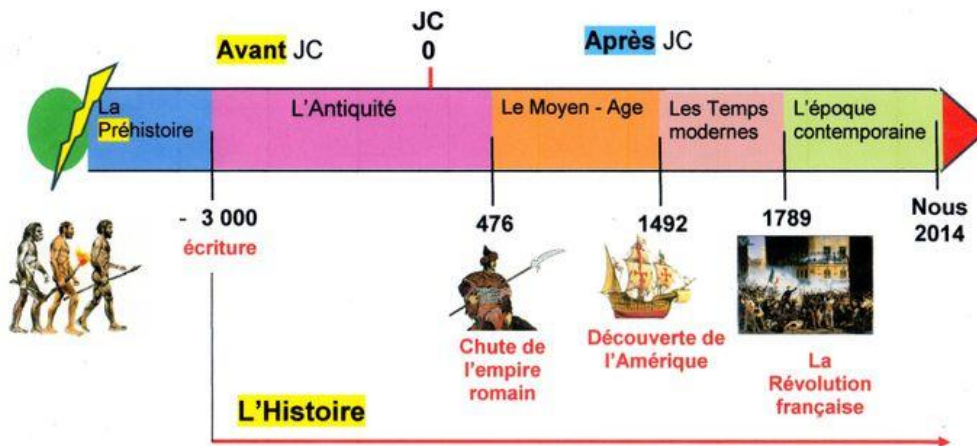 JC
0
Avant JC
Après JC
La
Préhistoire
L'Antiquité
Le Moyen - Age
Les Temps
modernes
L'époque
contemporaine
- 3 000
écriture
476
1492
1789
Nous
2014
Chute de
l'empire
romain
Découverte de
l'Amérique
La
Révolution
française
L'Histoire